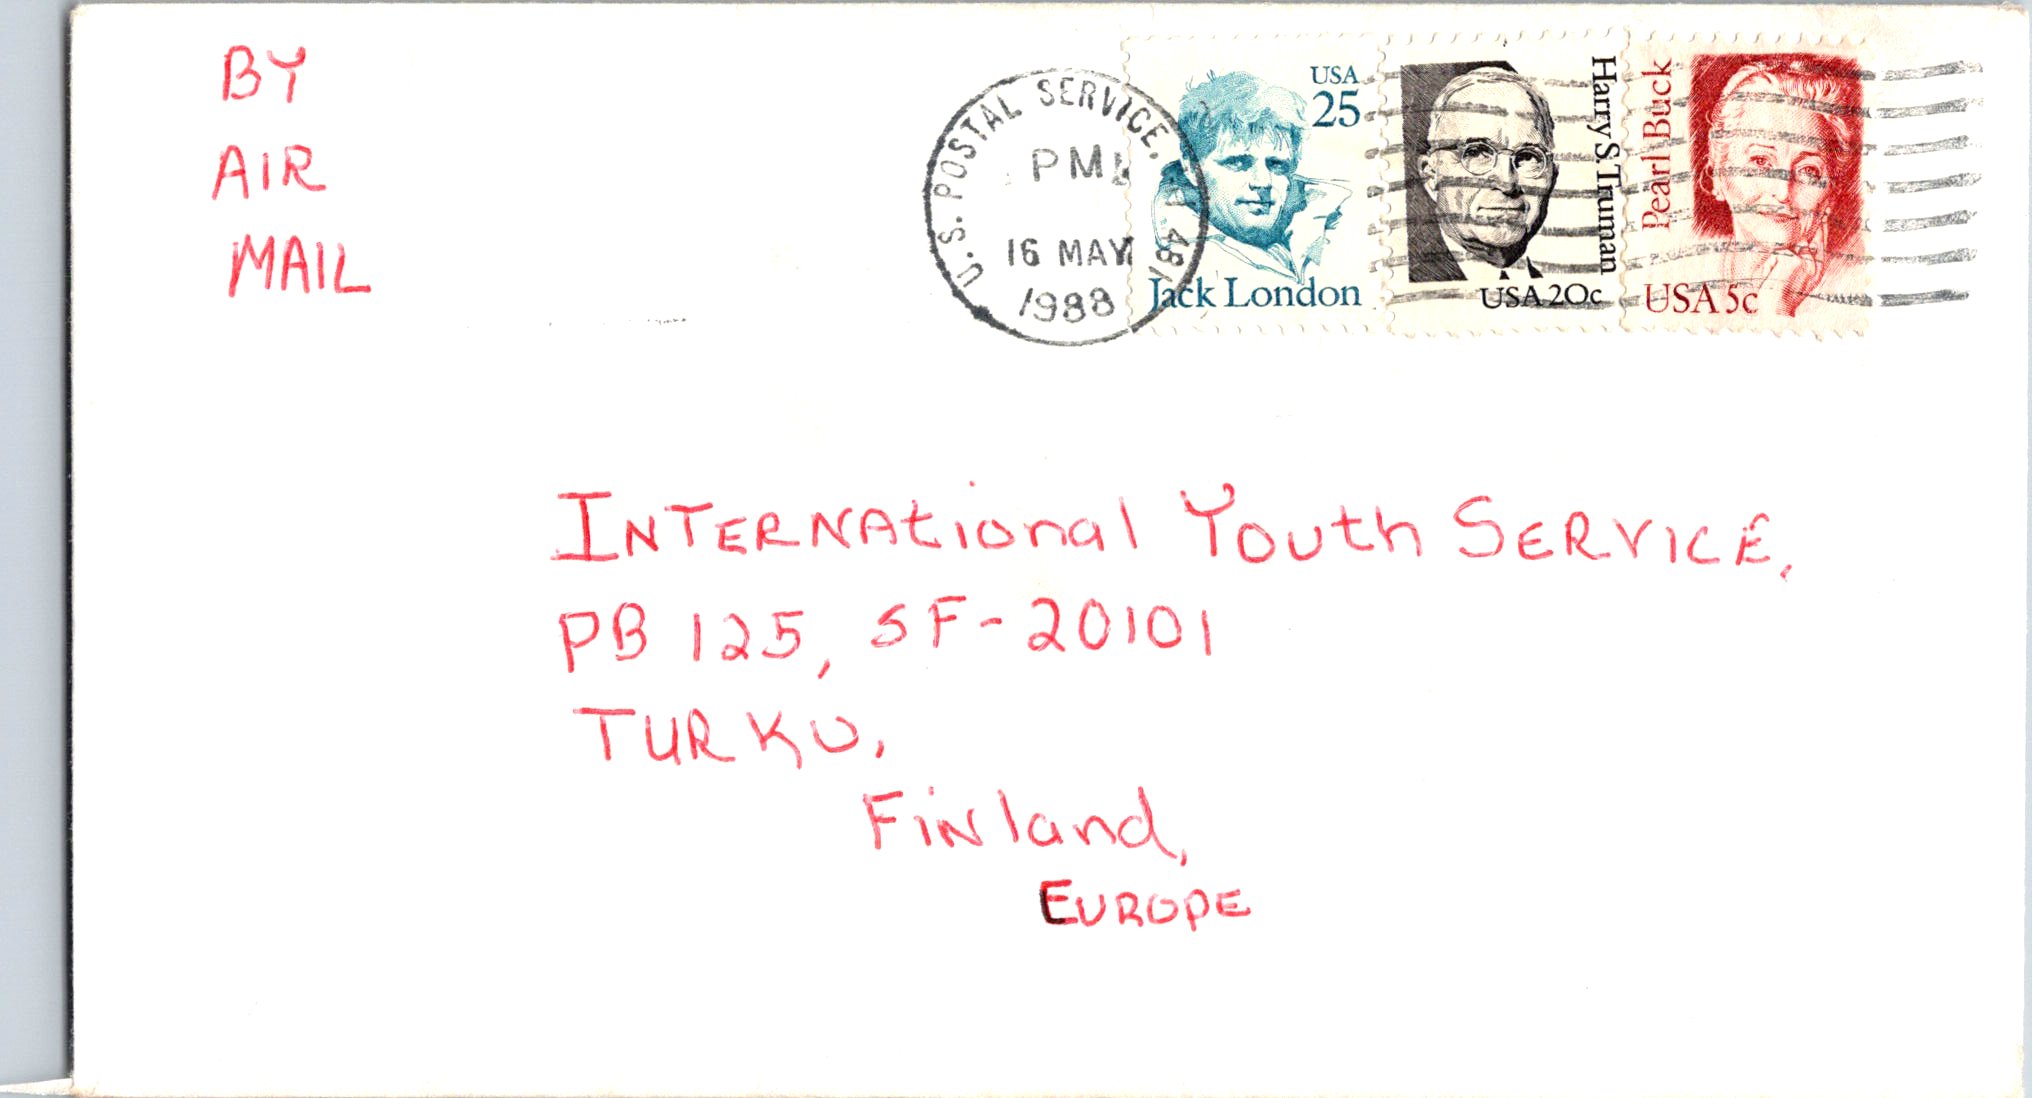 BY
AIR
MAIL
U.S. POSTAL SERVICE, 481
PM
16 MAY
1988
USA
25
Jack London
Harry S. Truman
USA 20c
Pearl Buck
USA 5c
INTERNAtional Youth SERVICE,
PB 125, SF-20101
TURKU,
Finland,
EUROPE